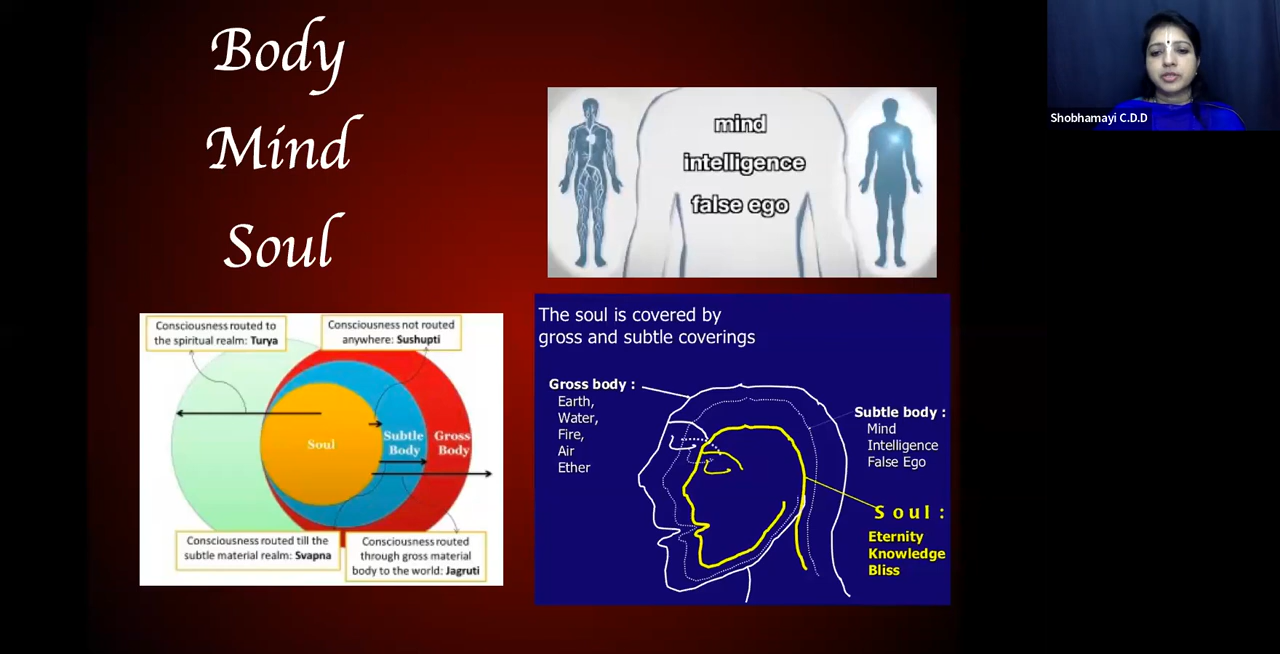 Body
Mind
Soul
mind
intelligence
false ego
Shobhamayi C.D.D
Consciousness routed to
the spiritual realm: Turya
Consciousness not routed
anywhere: Sushupti
Soul
Subtle
Body
Gross
Body
Consciousness routed till the
subtle material realm: Svapna
Consciousness routed
through gross material
body to the world: Jagruti
The soul is covered by
gross and subtle coverings
Gross body :
Earth,
Water,
Fire,
Air
Ether
Subtle body :
Mind
Intelligence
False Ego
Soul :
Eternity
Knowledge
Bliss